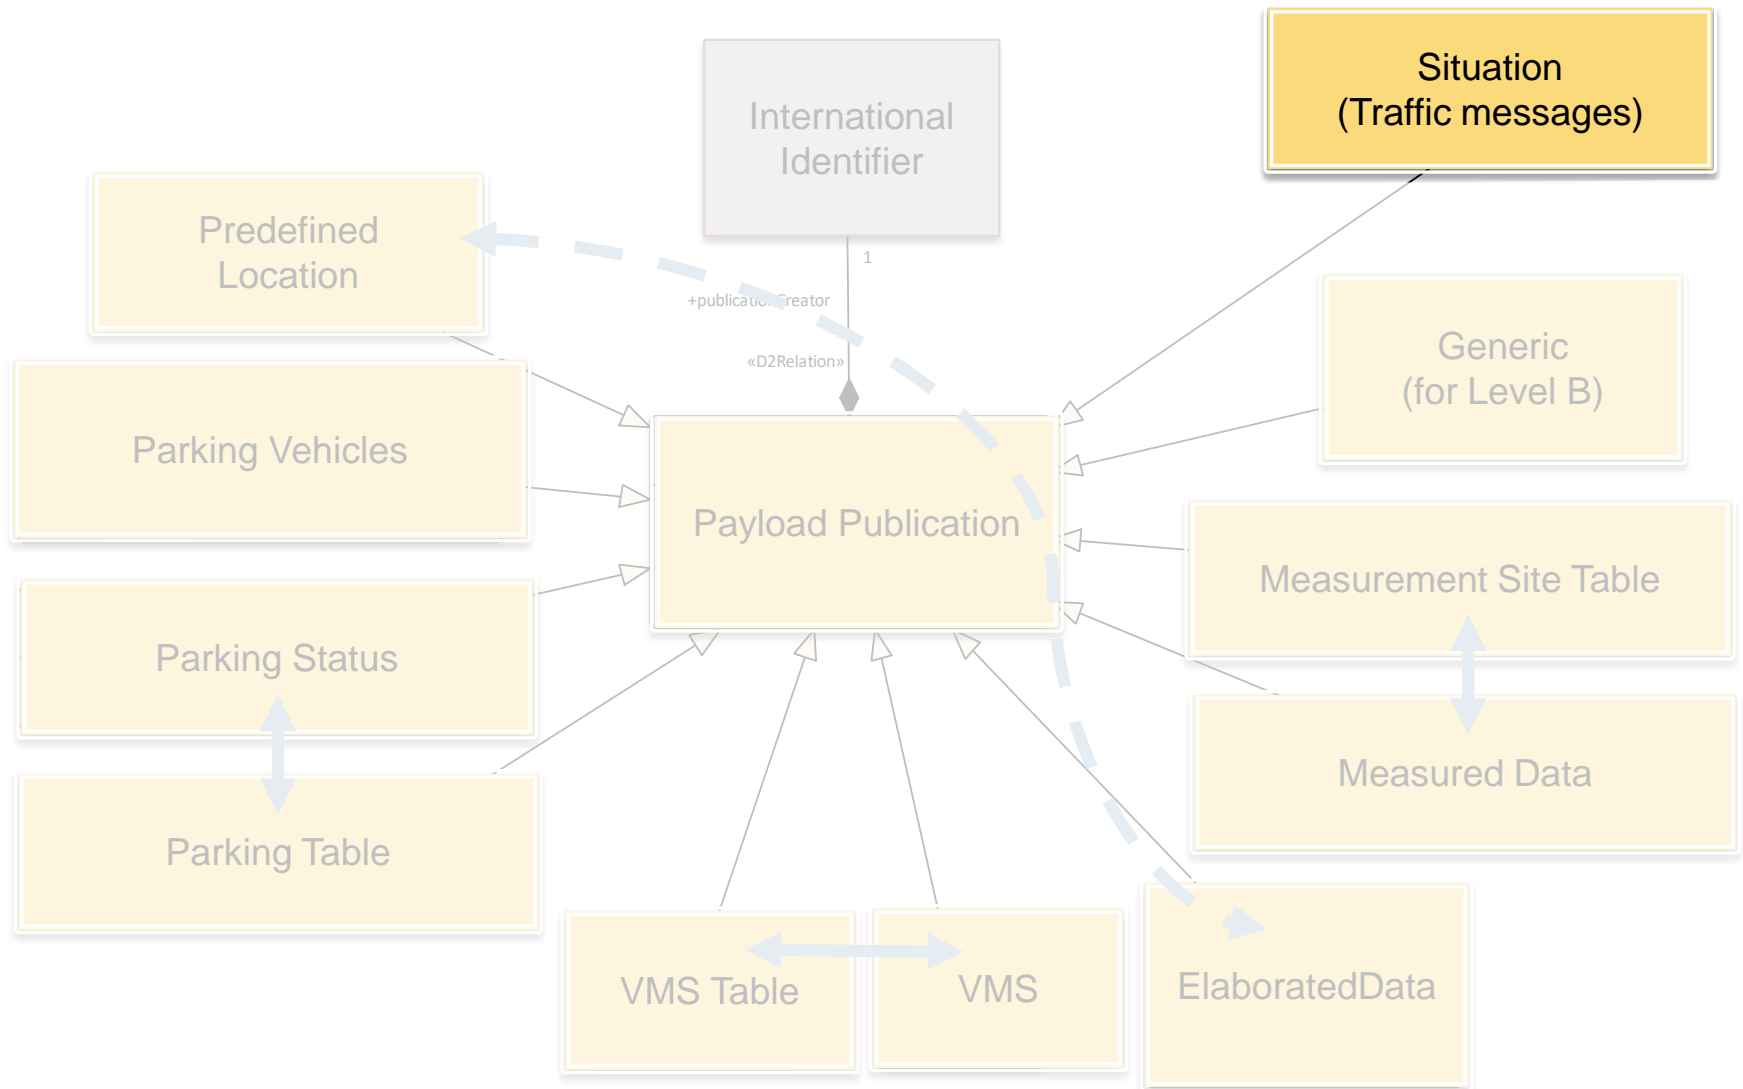 Situation
(Traffic messages)
International
Identifier
Predefined
Location
1
+publicationCreator
«D2Relation»
Generic
(for Level B)
Parking Vehicles
Payload Publication
Measurement Site Table
Parking Status
Measured Data
Parking Table
VMS Table
VMS
ElaboratedData